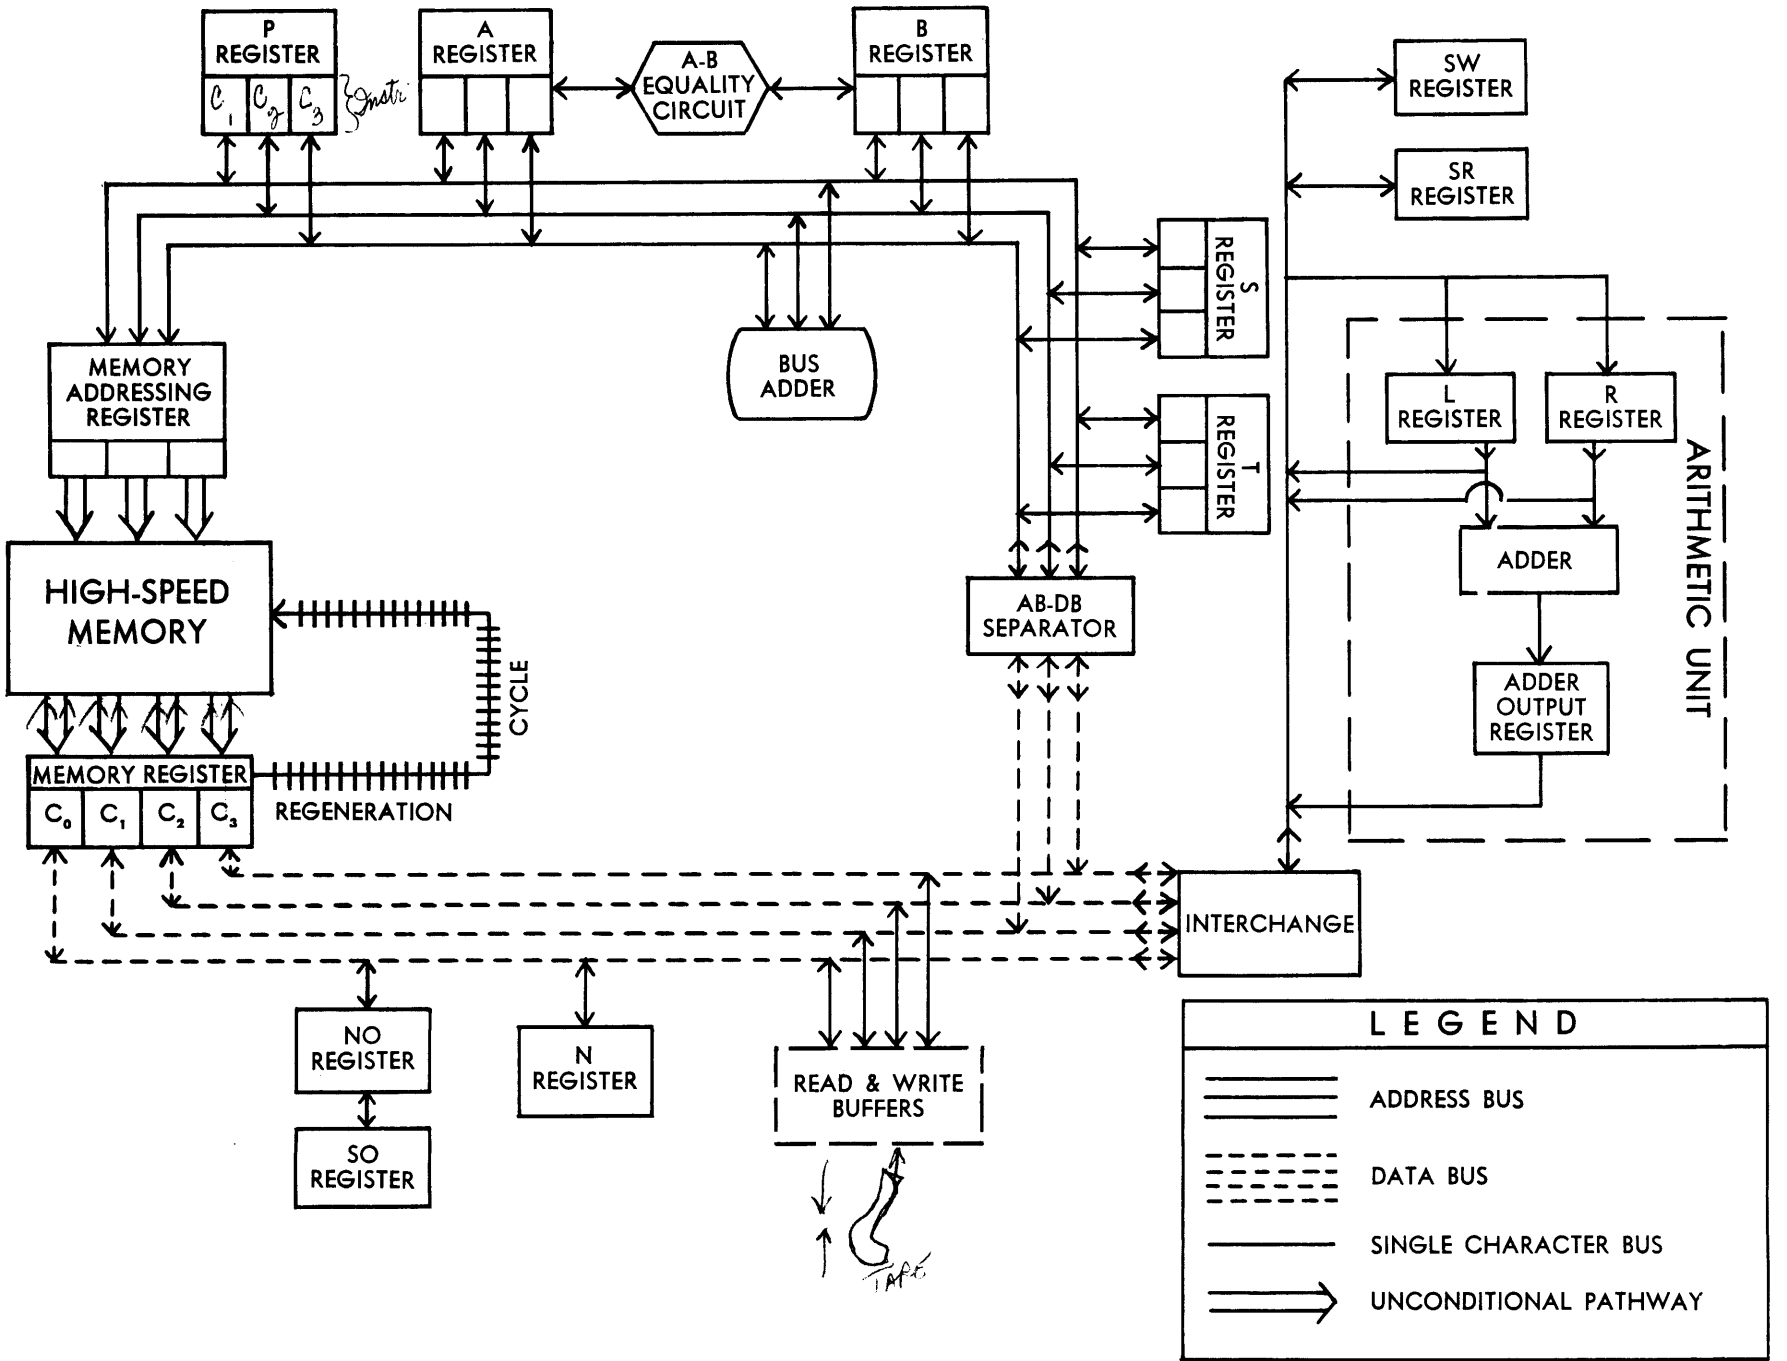 P
REGISTER
C1 C2 C3
Instr
A
REGISTER
A-B
EQUALITY
CIRCUIT
B
REGISTER
SW
REGISTER
SR
REGISTER
S
REGISTER
T
REGISTER
MEMORY
ADDRESSING
REGISTER
BUS
ADDER
L
REGISTER
R
REGISTER
ARITHMETIC UNIT
ADDER
ADDER
OUTPUT
REGISTER
HIGH-SPEED
MEMORY
AB-DB
SEPARATOR
CYCLE
MEMORY REGISTER
C0 C1 C2 C3
REGENERATION
INTERCHANGE
NO
REGISTER
SO
REGISTER
N
REGISTER
READ & WRITE
BUFFERS
TAPE
LEGEND
ADDRESS BUS
DATA BUS
SINGLE CHARACTER BUS
UNCONDITIONAL PATHWAY